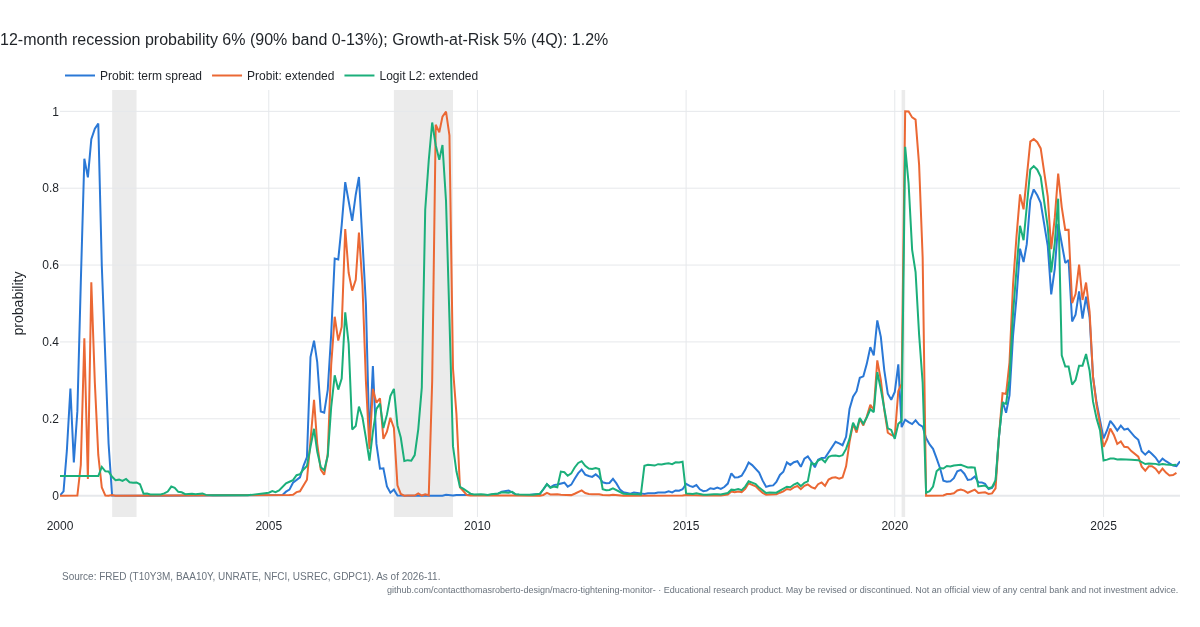 12-month recession probability 6% (90% band 0-13%); Growth-at-Risk 5% (4Q): 1.2%
Probit: term spread Probit: extended Logit L2: extended
probability
1
0.8
0.6
0.4
0.2
0
2000 2005 2010 2015 2020 2025
Source: FRED (T10Y3M, BAA10Y, UNRATE, NFCI, USREC, GDPC1). As of 2026-11.
github.com/contactthomasroberto-design/macro-tightening-monitor- · Educational research product. May be revised or discontinued. Not an official view of any central bank and not investment advice.